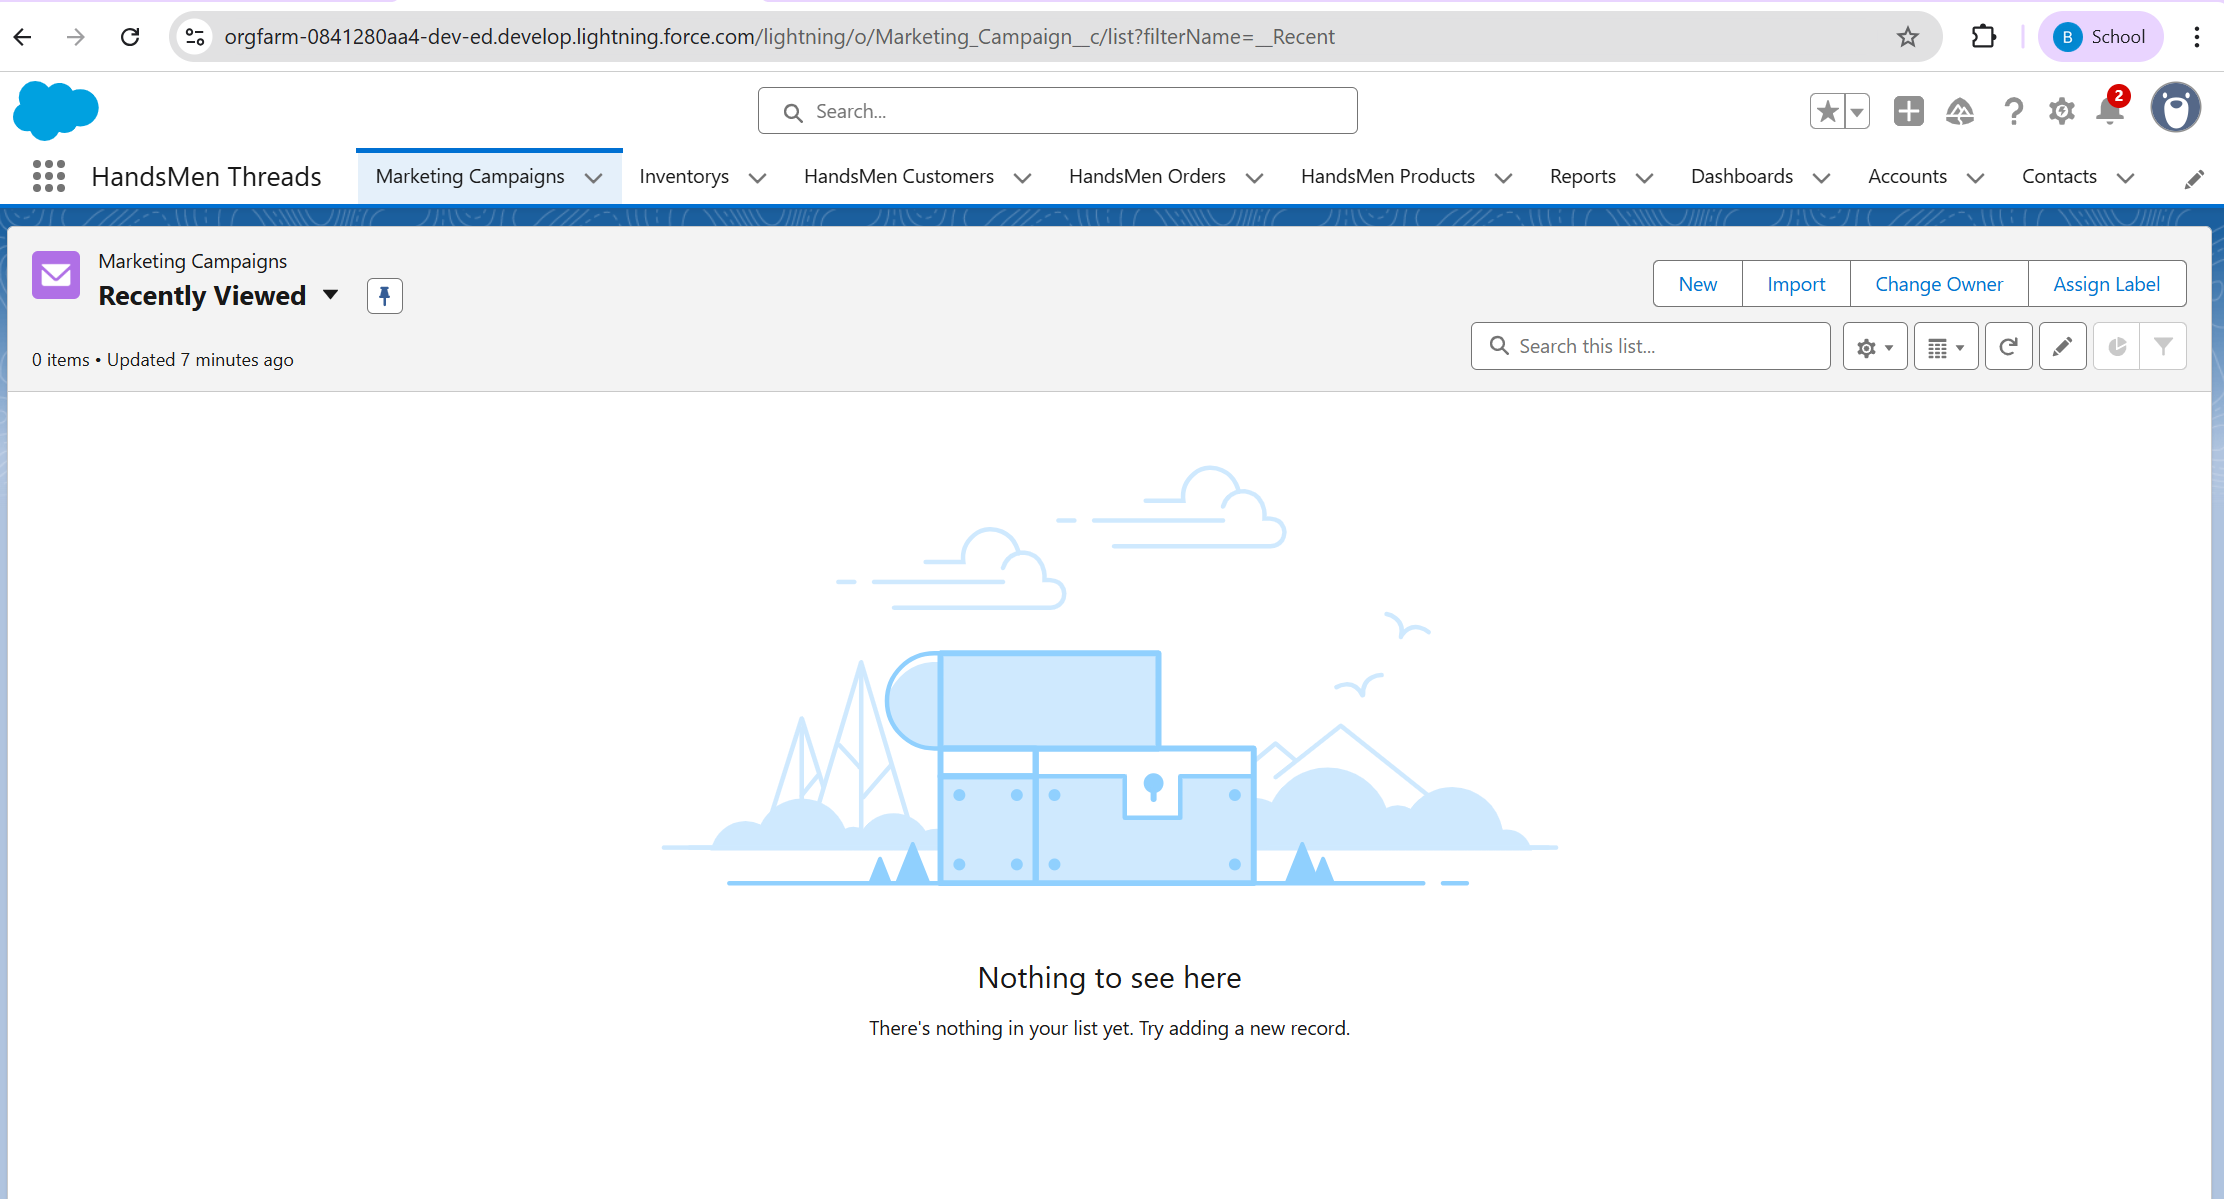 orgfarm-0841280aa4-dev-ed.develop.lightning.force.com/lightning/o/Marketing_Campaign__c/list?filterName=__Recent
B School
Search...
2
HandsMen Threads
Marketing Campaigns
Inventorys
HandsMen Customers
HandsMen Orders
HandsMen Products
Reports
Dashboards
Accounts
Contacts
Marketing Campaigns
Recently Viewed
New
Import
Change Owner
Assign Label
0 items • Updated 7 minutes ago
Search this list...
Nothing to see here
There's nothing in your list yet. Try adding a new record.